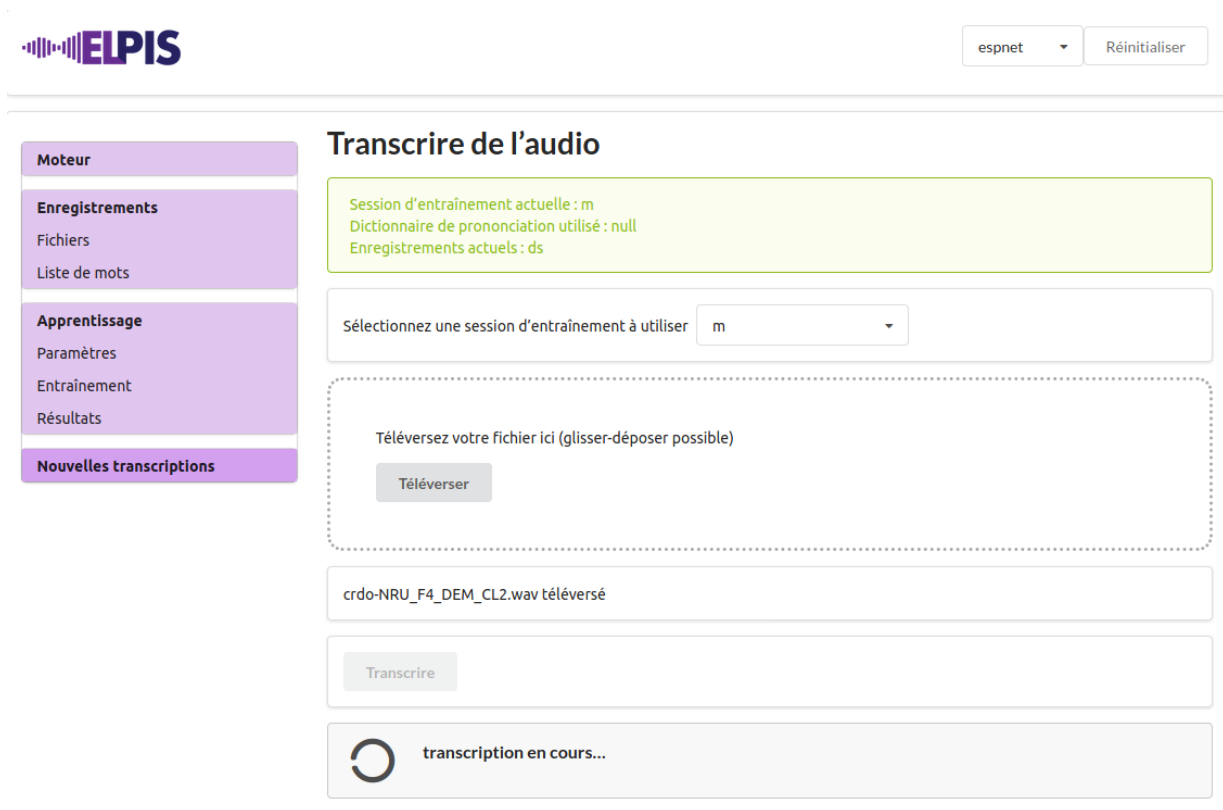 ELPIS
espnet
Réinitialiser
Transcrire de l’audio
Moteur
Enregistrements
Fichiers
Liste de mots
Apprentissage
Paramètres
Entraînement
Résultats
Nouvelles transcriptions
Session d’entraînement actuelle : m
Dictionnaire de prononciation utilisé : null
Enregistrements actuels : ds
Sélectionnez une session d’entraînement à utiliser
m
Téléversez votre fichier ici (glisser-déposer possible)
Téléverser
crdo-NRU_F4_DEM_CL2.wav téléversé
Transcrire
transcription en cours...